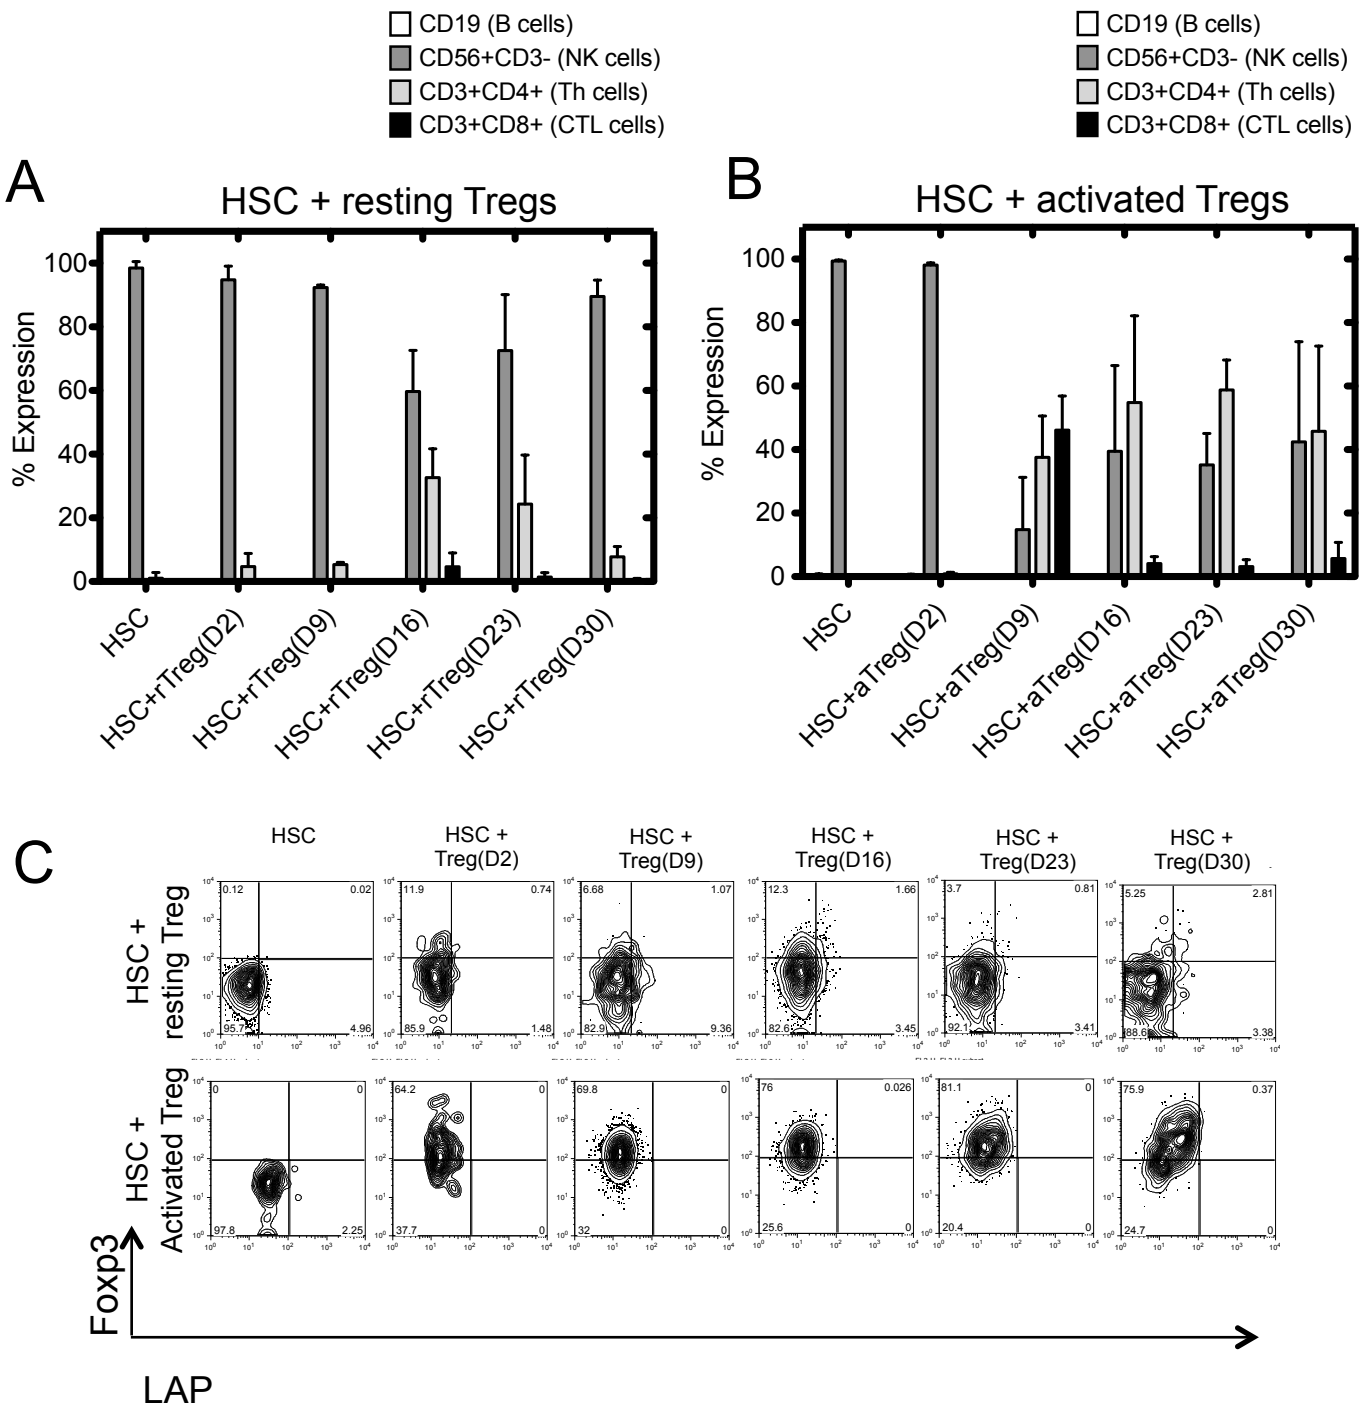 CD19 (B cells)
CD56+CD3- (NK cells)
CD3+CD4+ (Th cells)
CD3+CD8+ (CTL cells)
CD19 (B cells)
CD56+CD3- (NK cells)
CD3+CD4+ (Th cells)
CD3+CD8+ (CTL cells)
A
HSC + resting Tregs
% Expression
100
80
60
40
20
0
HSC
HSC+rTreg(D2)
HSC+rTreg(D9)
HSC+rTreg(D16)
HSC+rTreg(D23)
HSC+rTreg(D30)
B
HSC + activated Tregs
% Expression
100
80
60
40
20
0
HSC
HSC+aTreg(D2)
HSC+aTreg(D9)
HSC+aTreg(D16)
HSC+aTreg(D23)
HSC+aTreg(D30)
C
HSC
HSC +
Treg(D2)
HSC +
Treg(D9)
HSC +
Treg(D16)
HSC +
Treg(D23)
HSC +
Treg(D30)
HSC +
resting Treg
0.12 0.02
95.7 4.96
11.9 0.74
85.9 1.48
6.68 1.07
82.9 9.36
12.3 1.66
82.6 3.45
3.7 0.81
92.1 3.41
5.25 2.81
88.6 3.38
HSC +
Activated Treg
0 0
97.8 2.25
64.2 0
37.7 0
69.8 0
32 0
76 0.026
25.6 0
81.1 0
20.4 0
75.9 0.37
24.7 0
Foxp3
LAP